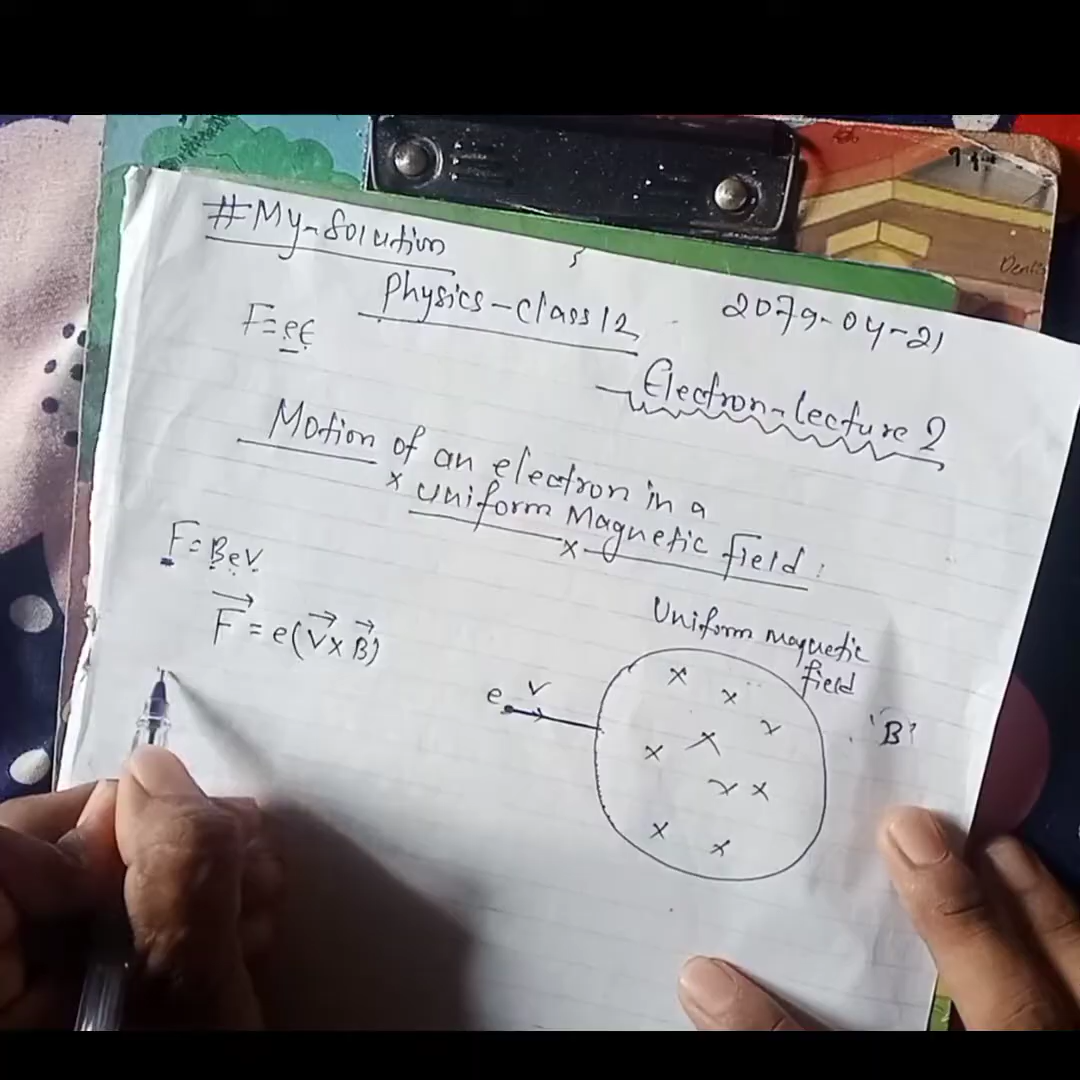 #My-Solution
Physics-class 12
2079-04-21
F=eE
Electron-lecture 2
Motion of an electron in a
uniform Magnetic field:
F=BeV
F=e(V×B)
Uniform magnetic
field
'B'
e V